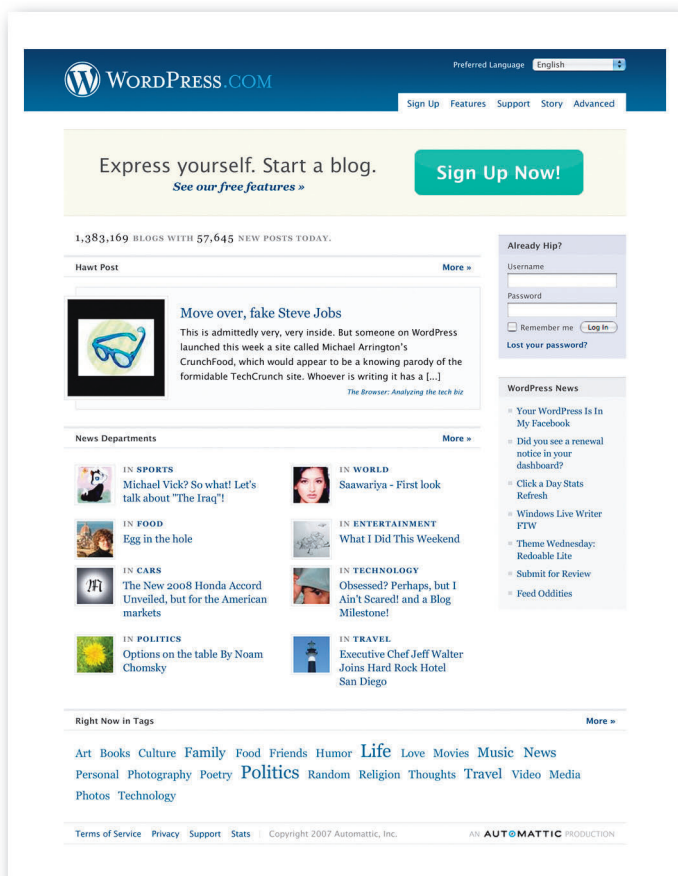 Preferred Language English
WORDPRESS.COM
Sign Up Features Support Story Advanced
Express yourself. Start a blog.
See our free features »
Sign Up Now!
1,383,169 BLOGS WITH 57,645 NEW POSTS TODAY.
Hawt Post More »
Move over, fake Steve Jobs
This is admittedly very, very inside. But someone on WordPress
launched this week a site called Michael Arrington's
CrunchFood, which would appear to be a knowing parody of the
formidable TechCrunch site. Whoever is writing it has a [...]
The Browser: Analyzing the tech biz
News Departments More »
IN SPORTS
Michael Vick? So what! Let's
talk about "The Iraq"!
IN WORLD
Saawariya - First look
IN FOOD
Egg in the hole
IN ENTERTAINMENT
What I Did This Weekend
IN CARS
The New 2008 Honda Accord
Unveiled, but for the American
markets
IN TECHNOLOGY
Obsessed? Perhaps, but I
Ain't Scared! and a Blog
Milestone!
IN POLITICS
Options on the table By Noam
Chomsky
IN TRAVEL
Executive Chef Jeff Walter
Joins Hard Rock Hotel
San Diego
Already Hip?
Username
Password
Remember me Log In
Lost your password?
WordPress News
Your WordPress Is In
My Facebook
Did you see a renewal
notice in your
dashboard?
Click a Day Stats
Refresh
Windows Live Writer
FTW
Theme Wednesday:
Redoable Lite
Submit for Review
Feed Oddities
Right Now in Tags More »
Art Books Culture Family Food Friends Humor Life Love Movies Music News
Personal Photography Poetry Politics Random Religion Thoughts Travel Video Media
Photos Technology
Terms of Service Privacy Support Stats Copyright 2007 Automattic, Inc. AN AUTOMATTIC PRODUCTION